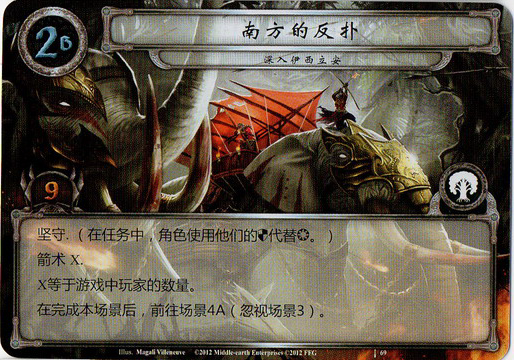 2B
南方的反扑
深入伊西立安
9
坚守.（在任务中，角色使用他们的代替。）
箭术 X.
X等于游戏中玩家的数量。
在完成本场景后，前往场景4A（忽视场景3）。
Illus. Magali Villeneuve ©2012 Middle-earth Enterprises ©2012 FFG 69